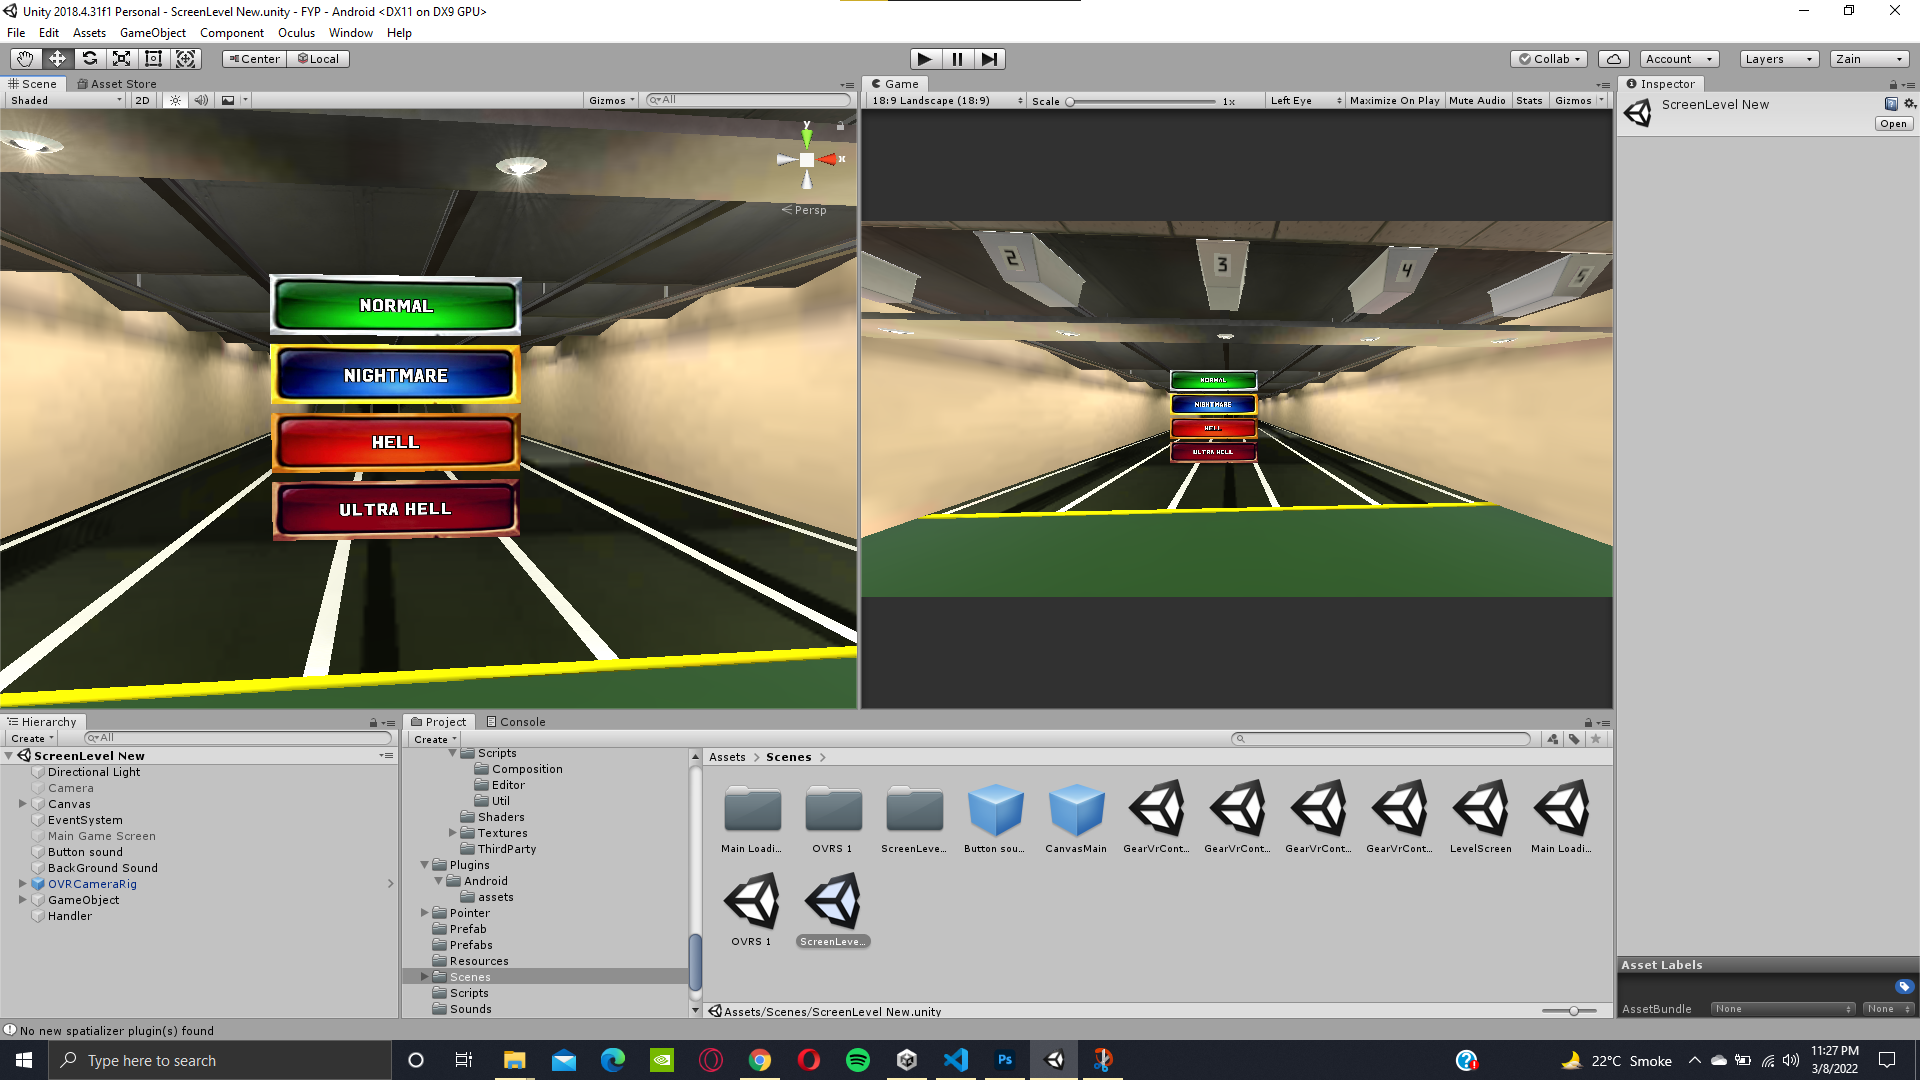 Unity 2018.4.31f1 Personal - ScreenLevel New.unity - FYP - Android <DX11 on DX9 GPU>
File Edit Assets GameObject Component Oculus Window Help
Center Local
Collab Account Layers Zain
Scene Asset Store
Shaded 2D Gizmos All
y
x
Persp
NORMAL
NIGHTMARE
HELL
ULTRA HELL
Game
18:9 Landscape (18:9) Scale 1x Left Eye Maximize On Play Mute Audio Stats Gizmos
2 3 4 5
NORMAL
NIGHTMARE
HELL
ULTRA HELL
Inspector
ScreenLevel New
Open
Hierarchy
Create All
ScreenLevel New
Directional Light
Camera
Canvas
EventSystem
Main Game Screen
Button sound
BackGround Sound
OVRCameraRig
GameObject
Handler
Project Console
Create
Scripts
Composition
Editor
Util
Shaders
Textures
ThirdParty
Plugins
Android
assets
Pointer
Prefab
Prefabs
Resources
Scenes
Scripts
Sounds
Assets Scenes
Main Loadi... OVRS 1 ScreenLeve... Button sou... CanvasMain GearVrCont... GearVrCont... GearVrCont... GearVrCont... LevelScreen Main Loadi...
OVRS 1 ScreenLeve...
Assets/Scenes/ScreenLevel New.unity
Asset Labels
AssetBundle None None
No new spatializer plugin(s) found
Type here to search
Ps
22°C Smoke
11:27 PM
3/8/2022